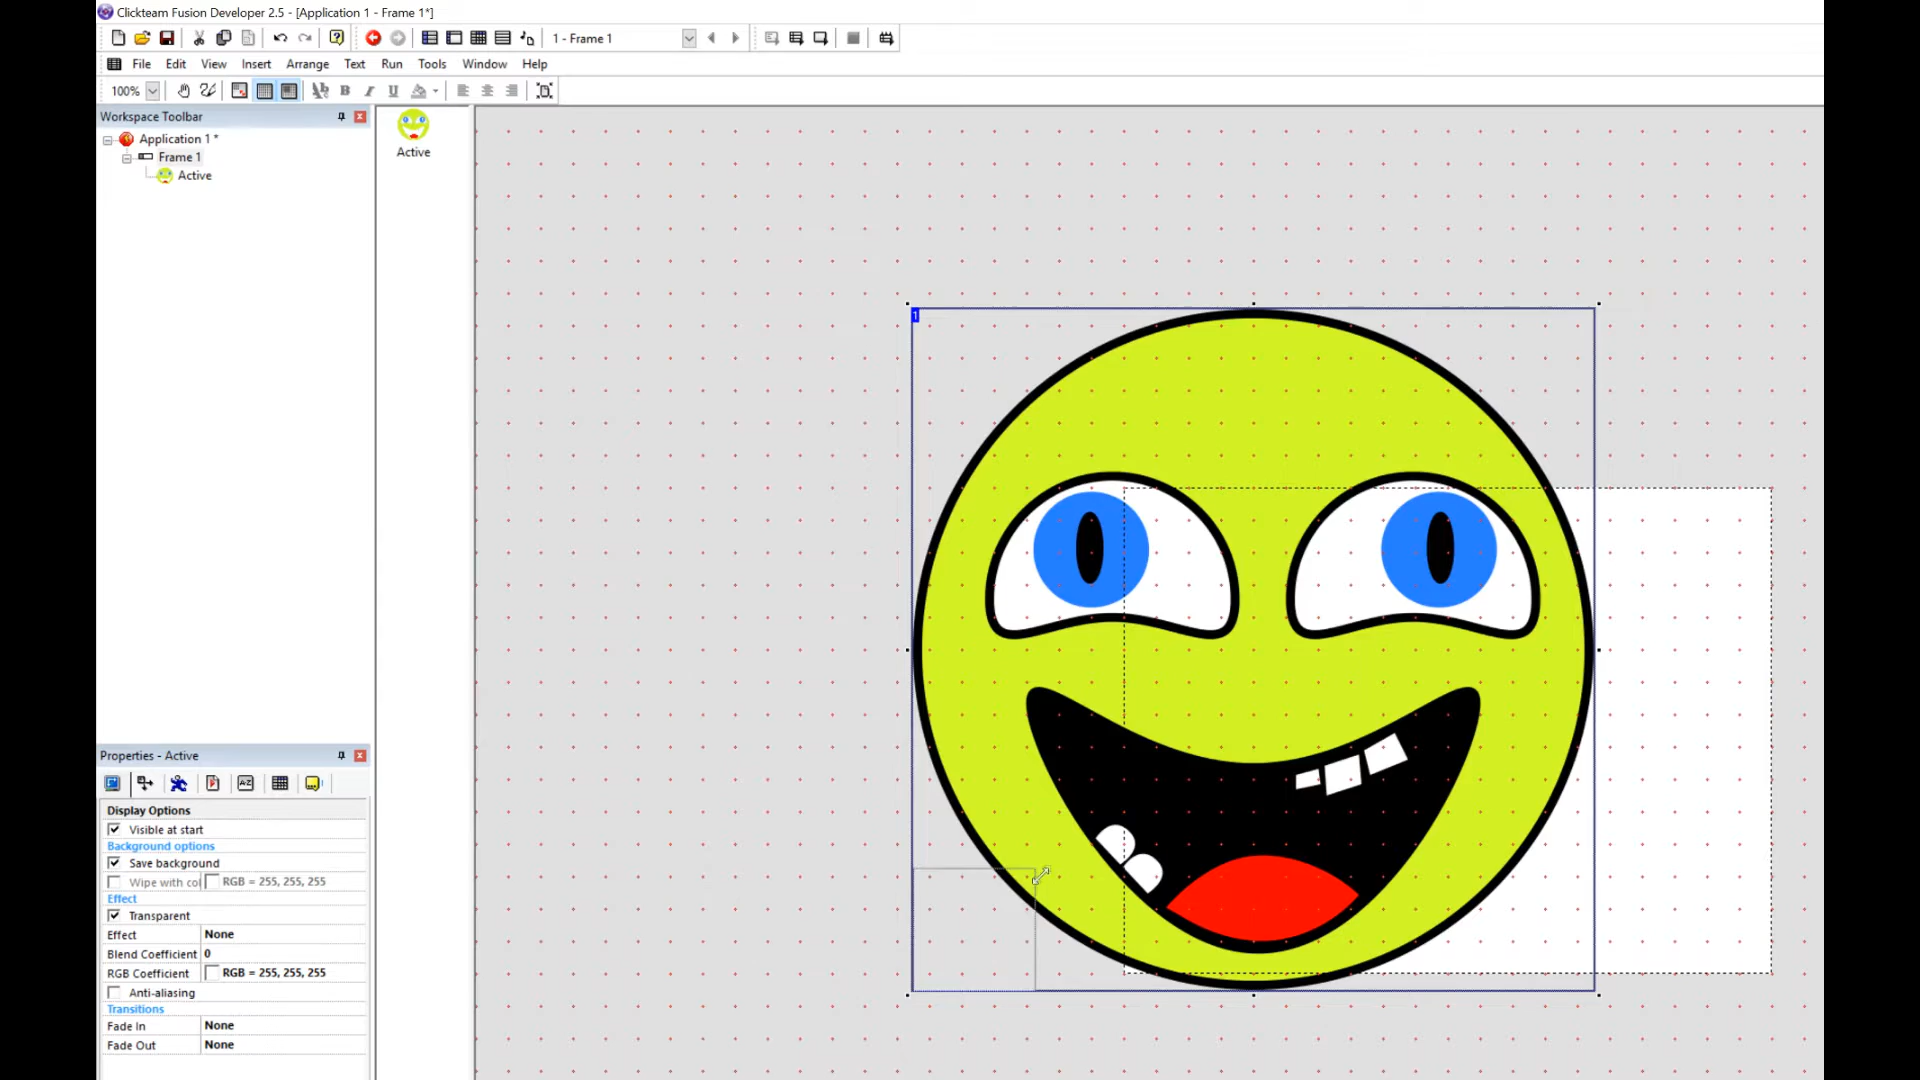 Clickteam Fusion Developer 2.5 - [Application 1 - Frame 1*]
1 - Frame 1
File Edit View Insert Arrange Text Run Tools Window Help
100%
Workspace Toolbar
Application 1 *
Frame 1
Active
Active
1
Properties - Active
Display Options
Visible at start
Background options
Save background
Wipe with col RGB = 255, 255, 255
Effect
Transparent
Effect None
Blend Coefficient 0
RGB Coefficient RGB = 255, 255, 255
Anti-aliasing
Transitions
Fade In None
Fade Out None